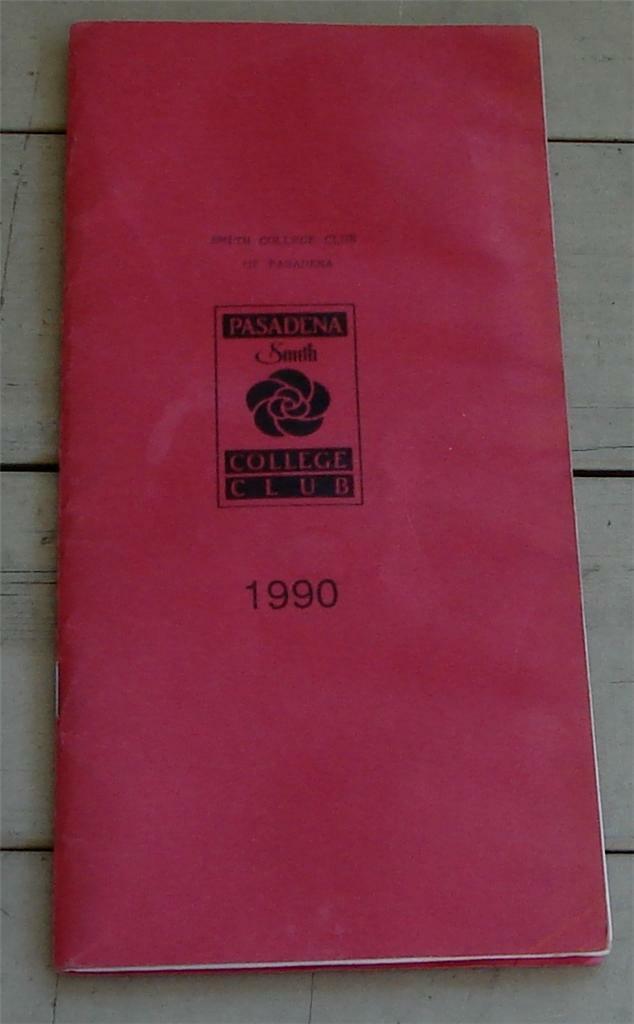 SMITH COLLEGE CLUB
OF PASADENA
PASADENA
Smith
COLLEGE
CLUB
1990